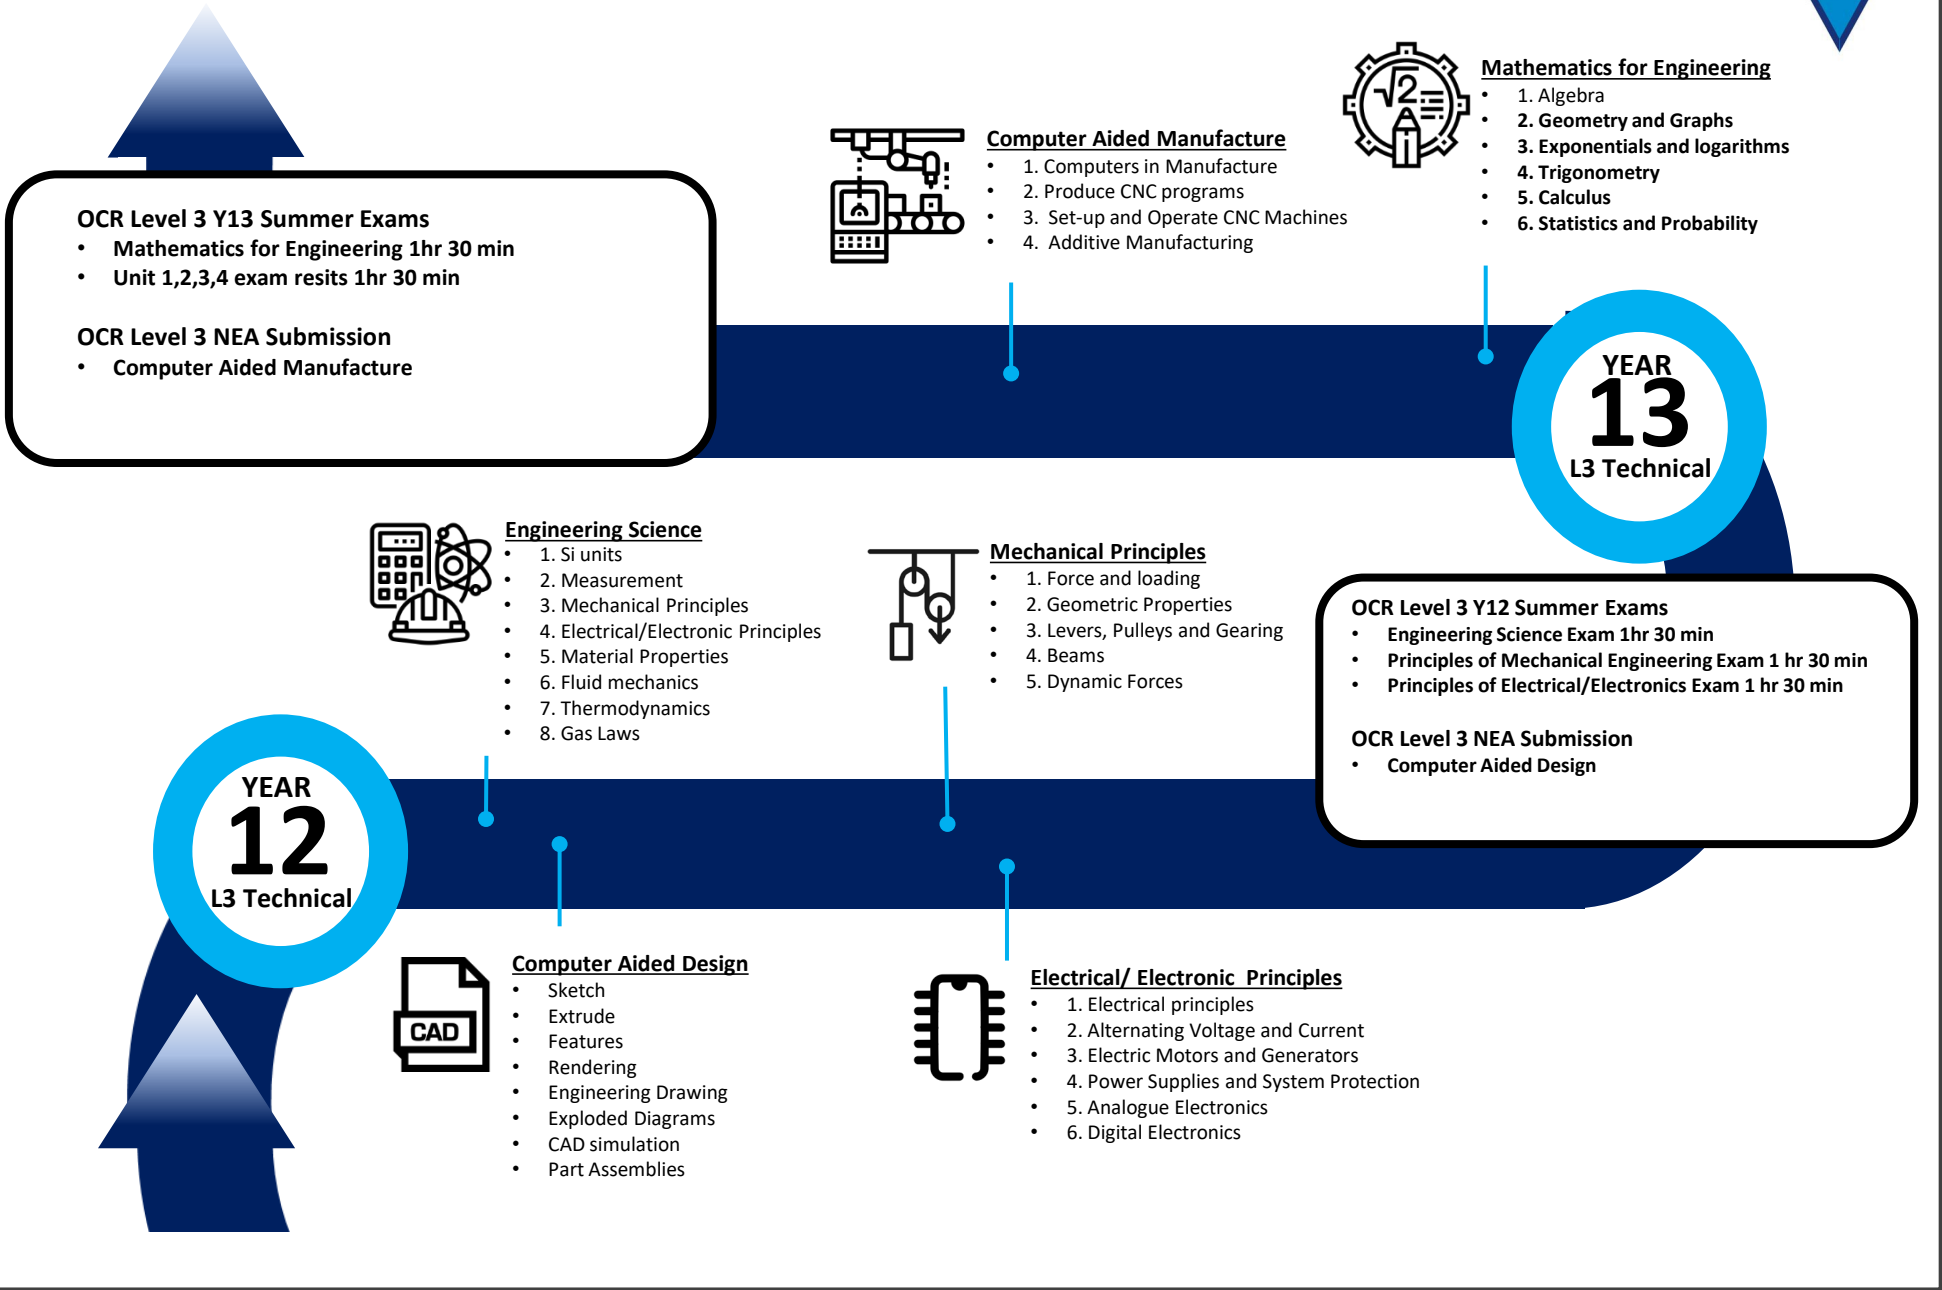 Mathematics for Engineering
• 1. Algebra
• 2. Geometry and Graphs
• 3. Exponentials and logarithms
• 4. Trigonometry
• 5. Calculus
• 6. Statistics and Probability
Computer Aided Manufacture
• 1. Computers in Manufacture
• 2. Produce CNC programs
• 3. Set-up and Operate CNC Machines
• 4. Additive Manufacturing
√2
OCR Level 3 Y13 Summer Exams
• Mathematics for Engineering 1hr 30 min
• Unit 1,2,3,4 exam resits 1hr 30 min
OCR Level 3 NEA Submission
• Computer Aided Manufacture
YEAR
13
L3 Technical
Engineering Science
• 1. Si units
• 2. Measurement
• 3. Mechanical Principles
• 4. Electrical/Electronic Principles
• 5. Material Properties
• 6. Fluid mechanics
• 7. Thermodynamics
• 8. Gas Laws
Mechanical Principles
• 1. Force and loading
• 2. Geometric Properties
• 3. Levers, Pulleys and Gearing
• 4. Beams
• 5. Dynamic Forces
OCR Level 3 Y12 Summer Exams
• Engineering Science Exam 1hr 30 min
• Principles of Mechanical Engineering Exam 1 hr 30 min
• Principles of Electrical/Electronics Exam 1 hr 30 min
OCR Level 3 NEA Submission
• Computer Aided Design
YEAR
12
L3 Technical
CAD
Computer Aided Design
• Sketch
• Extrude
• Features
• Rendering
• Engineering Drawing
• Exploded Diagrams
• CAD simulation
• Part Assemblies
Electrical/ Electronic Principles
• 1. Electrical principles
• 2. Alternating Voltage and Current
• 3. Electric Motors and Generators
• 4. Power Supplies and System Protection
• 5. Analogue Electronics
• 6. Digital Electronics